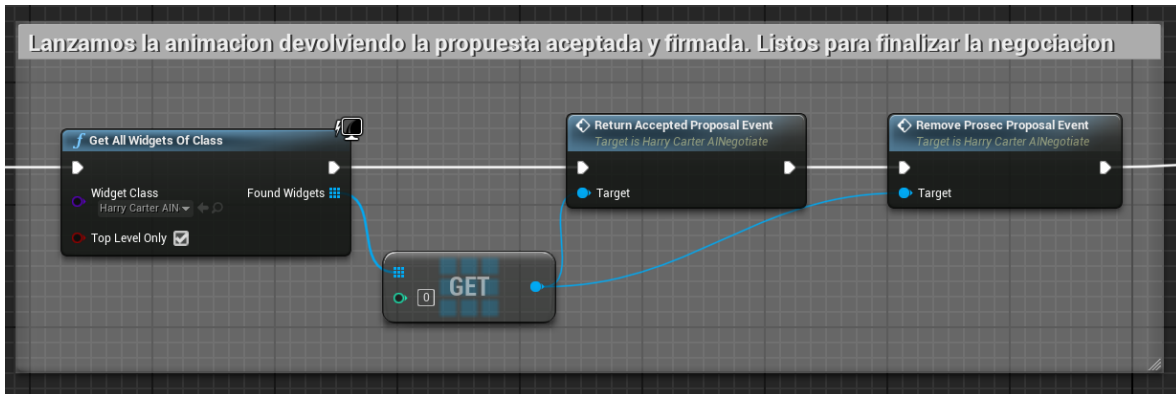 Lanzamos la animacion devolviendo la propuesta aceptada y firmada. Listos para finalizar la negociacion
f Get All Widgets Of Class
Widget Class
Harry Carter AIN
Found Widgets
Top Level Only
GET
0
Return Accepted Proposal Event
Target is Harry Carter AINegotiate
Target
Remove Prosec Proposal Event
Target is Harry Carter AINegotiate
Target